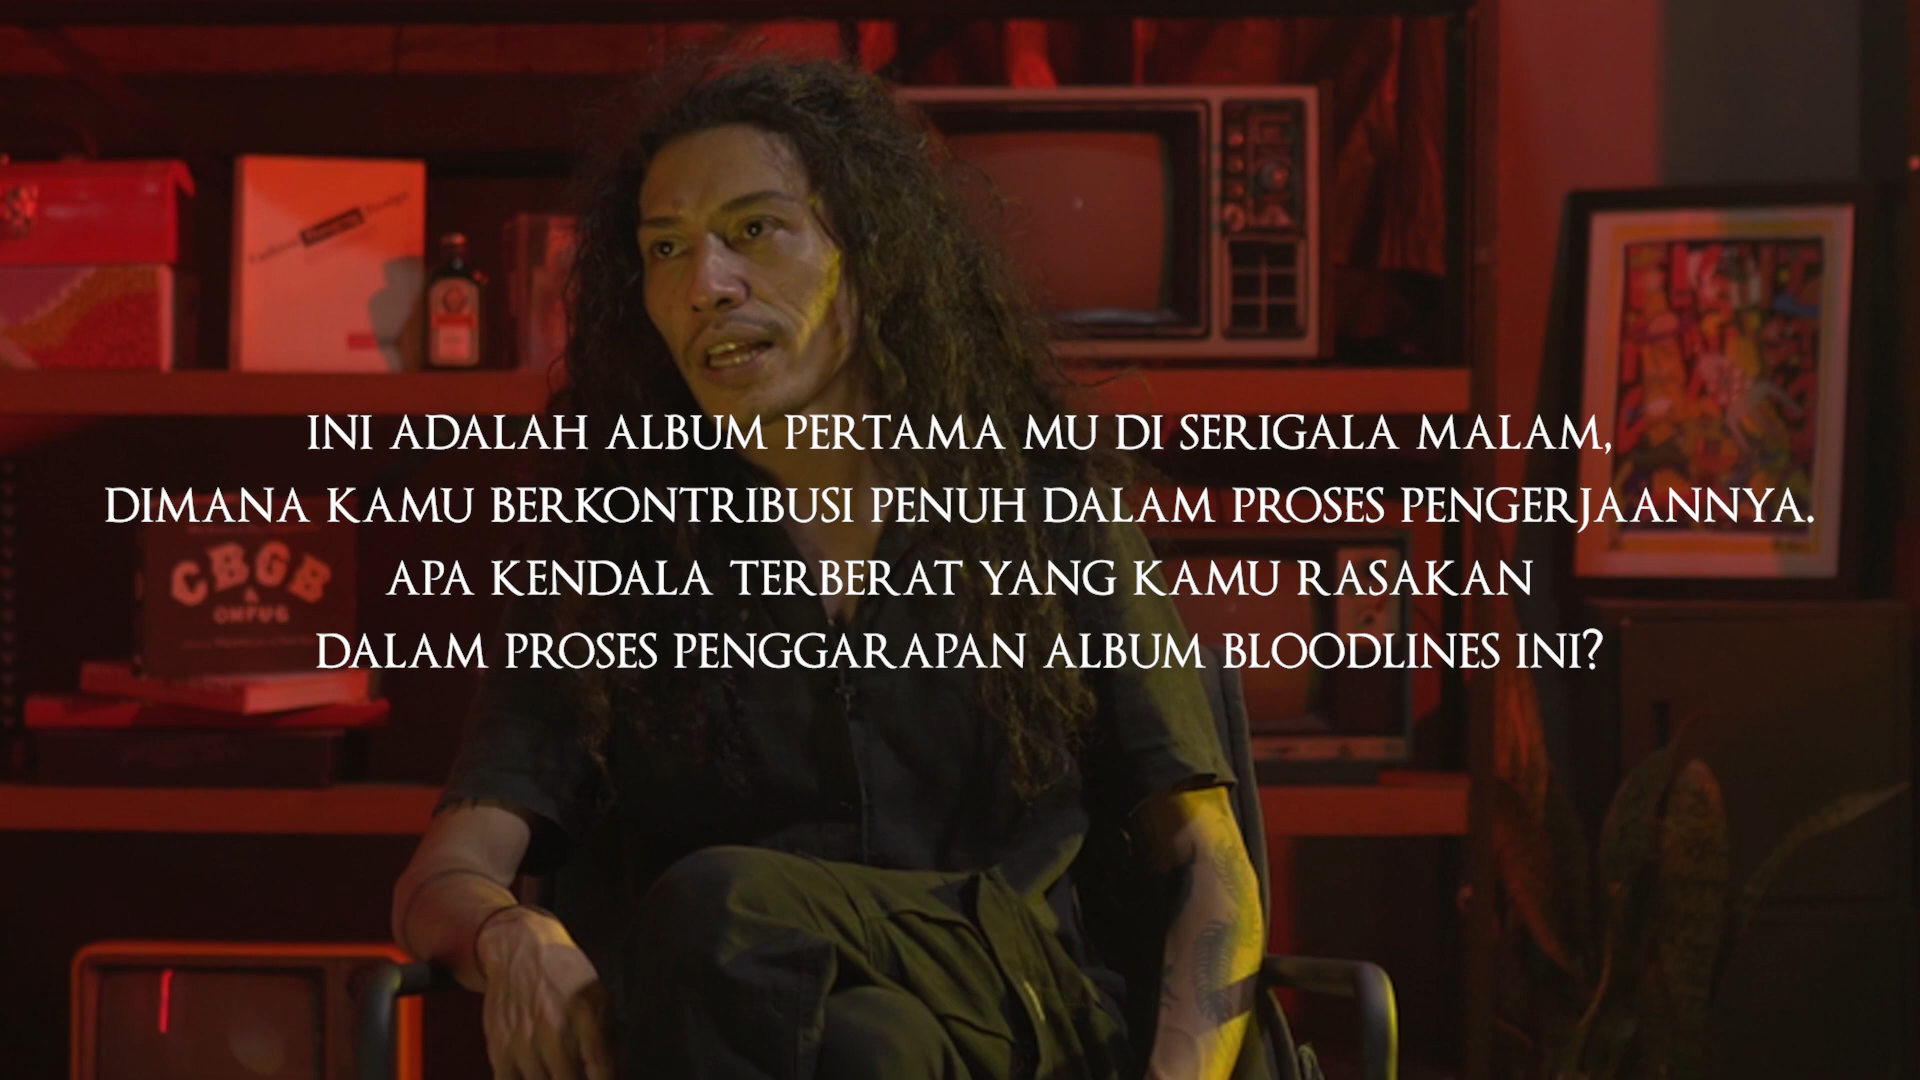 INI ADALAH ALBUM PERTAMA MU DI SERIGALA MALAM,
DIMANA KAMU BERKONTRIBUSI PENUH DALAM PROSES PENGERJAANNYA.
APA KENDALA TERBERAT YANG KAMU RASAKAN
DALAM PROSES PENGGARAPAN ALBUM BLOODLINES INI?
CBGB
&
OMFUG